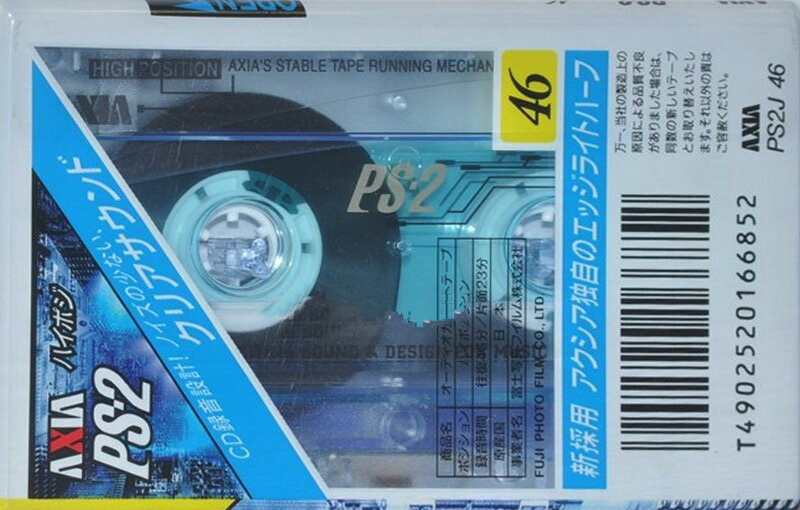 OPEN
HIGH POSITION
AXIA'S STABLE TAPE RUNNING MECHAN
AXIA
46
PS-2
AXIA
ハイポジ
PS-2
CD録音設計!ノイズの少ない、
クリアサウンド
商品名 オーディオカセットテープ
ポジション ハイポジション
録音時間 往復46分/片面23分
原産国 日本
事業者名 富士写真フイルム株式会社
FUJI PHOTO FILM CO., LTD.
新採用 アクシア独自のエッジライトハーフ
万一、当社の製造上の
原因による品質不良
がありました場合は、
同数の新しいテープ
とお取り替えいたし
ます。それ以外の責は
ご容赦ください。
AXIA
PS2J 46
T4902520166852